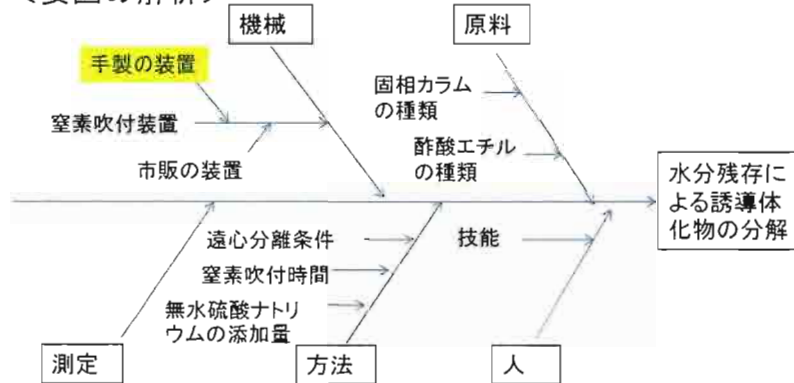 機械
原料
手製の装置
固相カラム
の種類
窒素吹付装置
酢酸エチル
の種類
市販の装置
水分残存に
よる誘導体
化物の分解
遠心分離条件
技能
窒素吹付時間
無水硫酸ナトリ
ウムの添加量
測定
方法
人